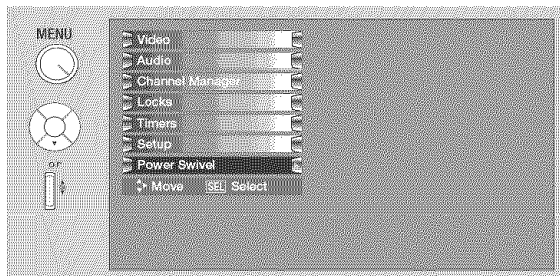 MENU
Video
Audio
Channel Manager
Locks
Timers
Setup
Power Swivel
Move SEL Select
or